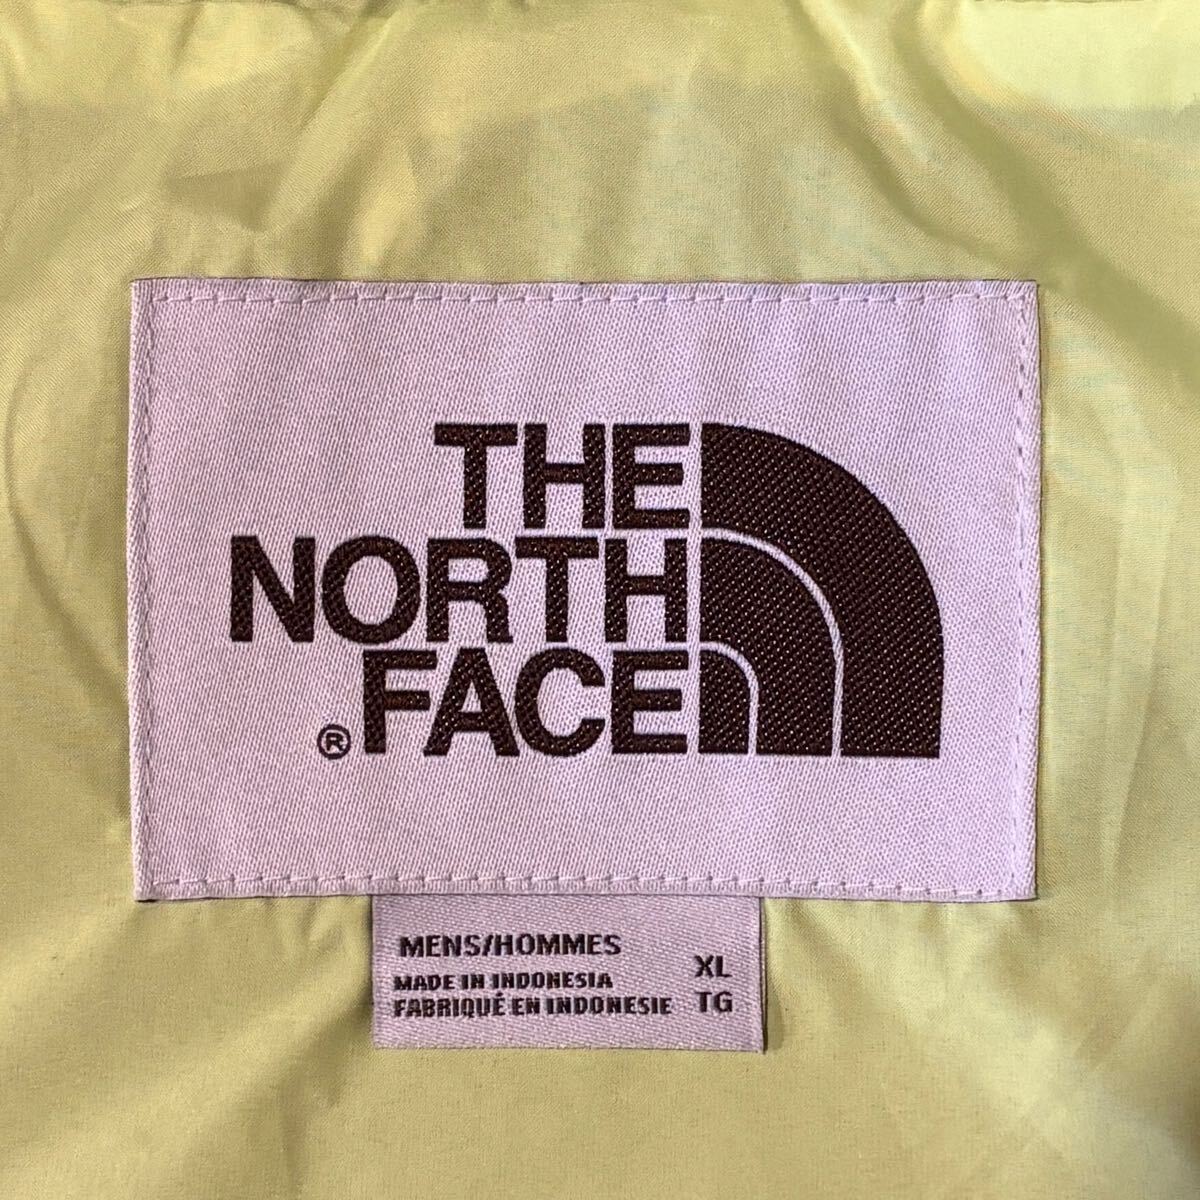 THE
NORTH
® FACE
MENS/HOMMES
MADE IN INDONESIA
FABRIQUÉ EN INDONESIE
XL
TG